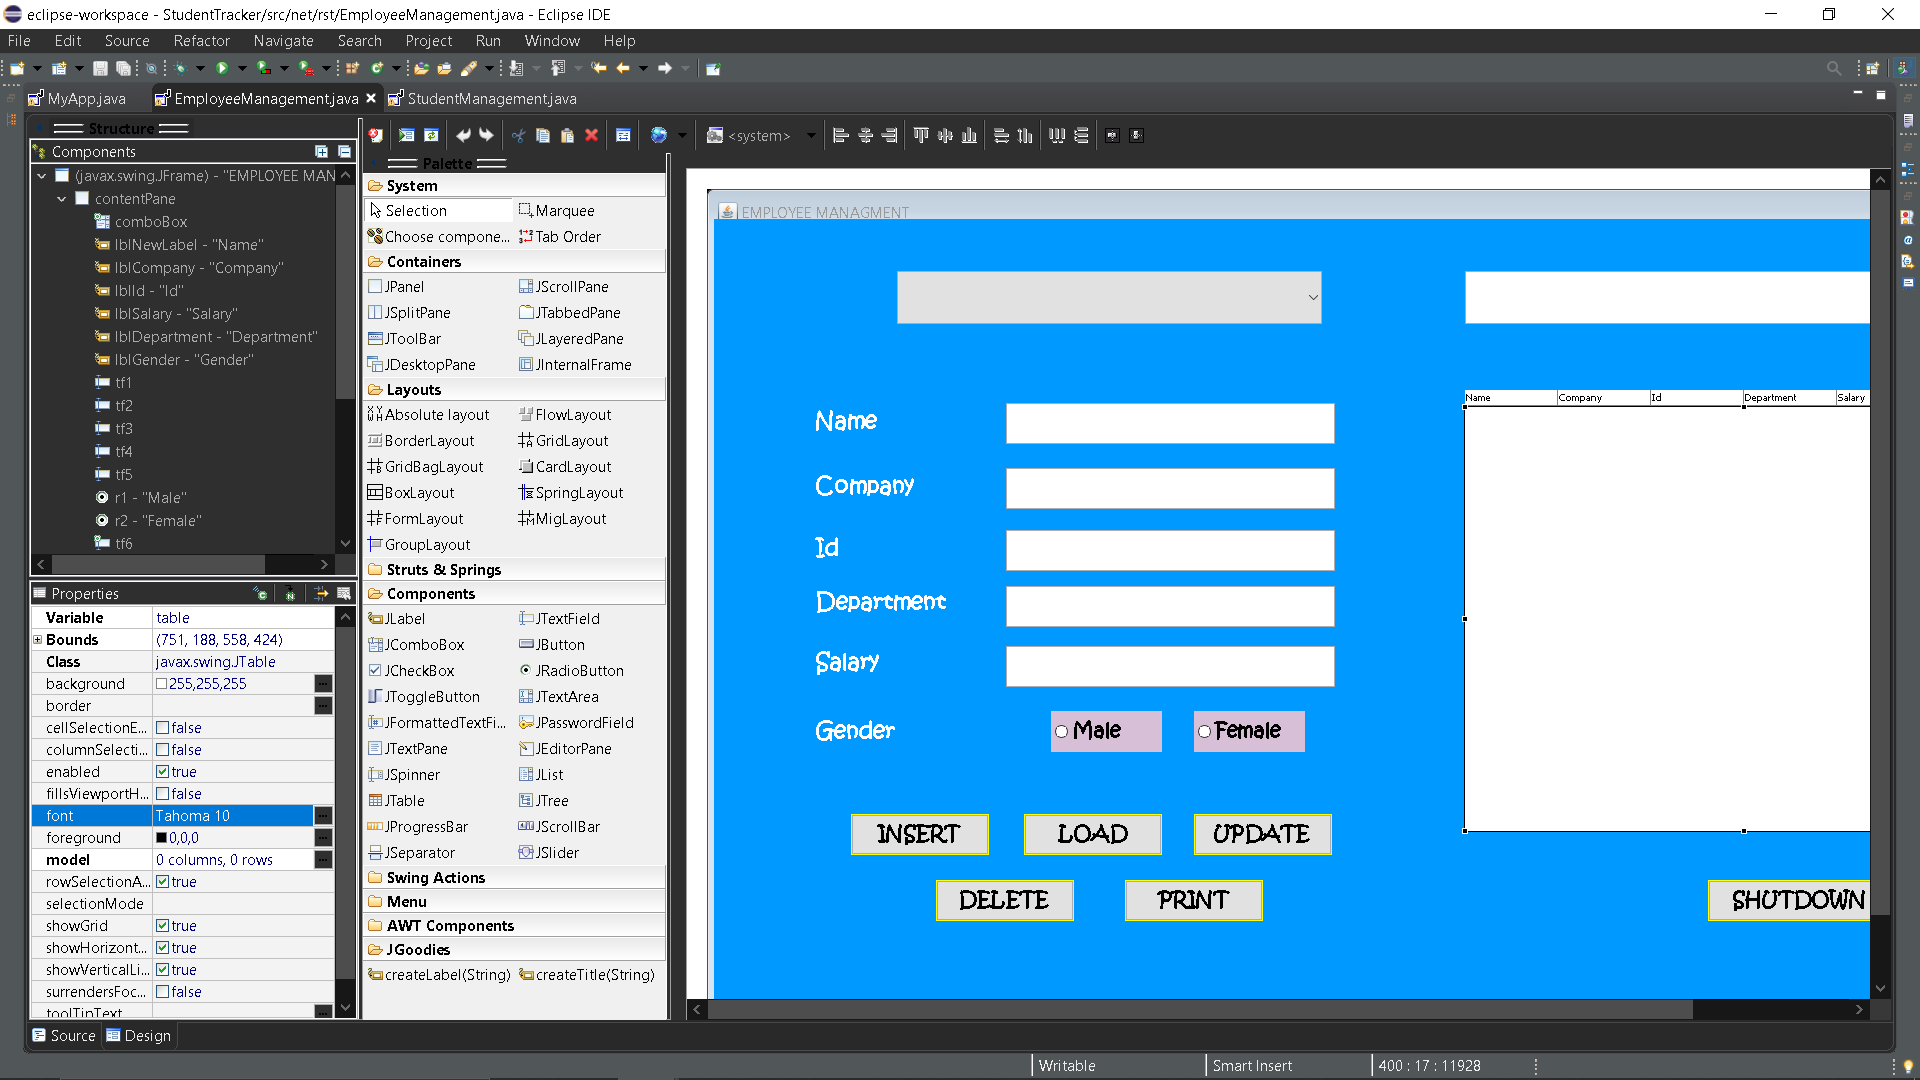 eclipse-workspace - StudentTracker/src/net/rst/EmployeeManagement.java - Eclipse IDE
File Edit Source Refactor Navigate Search Project Run Window Help
MyApp.java EmployeeManagement.java StudentManagement.java
Structure
Components
(javax.swing.JFrame) - "EMPLOYEE MAN
contentPane
comboBox
lblNewLabel - "Name"
lblCompany - "Company"
lblId - "Id"
lblSalary - "Salary"
lblDepartment - "Department"
lblGender - "Gender"
tf1
tf2
tf3
tf4
tf5
r1 - "Male"
r2 - "Female"
tf6
Properties
Variable table
Bounds (751, 188, 558, 424)
Class javax.swing.JTable
background 255,255,255
border
cellSelectionE... false
columnSelecti... false
enabled true
fillsViewportH... false
font Tahoma 10
foreground 0,0,0
model 0 columns, 0 rows
rowSelectionA... true
selectionMode
showGrid true
showHorizont... true
showVerticalLi... true
surrendersFoc... false
toolTipText
Source Design
<system>
Palette
System
Selection Marquee
Choose compone... Tab Order
Containers
JPanel JScrollPane
JSplitPane JTabbedPane
JToolBar JLayeredPane
JDesktopPane JInternalFrame
Layouts
Absolute layout FlowLayout
BorderLayout GridLayout
GridBagLayout CardLayout
BoxLayout SpringLayout
FormLayout MigLayout
GroupLayout
Struts & Springs
Components
JLabel JTextField
JComboBox JButton
JCheckBox JRadioButton
JToggleButton JTextArea
JFormattedTextFi... JPasswordField
JTextPane JEditorPane
JSpinner JList
JTable JTree
JProgressBar JScrollBar
JSeparator JSlider
Swing Actions
Menu
AWT Components
JGoodies
createLabel(String) createTitle(String)
EMPLOYEE MANAGMENT
Name Company Id Department Salary
Name
Company
Id
Department
Salary
Gender Male Female
INSERT LOAD UPDATE
DELETE PRINT SHUTDOWN
Writable Smart Insert 400 : 17 : 11928